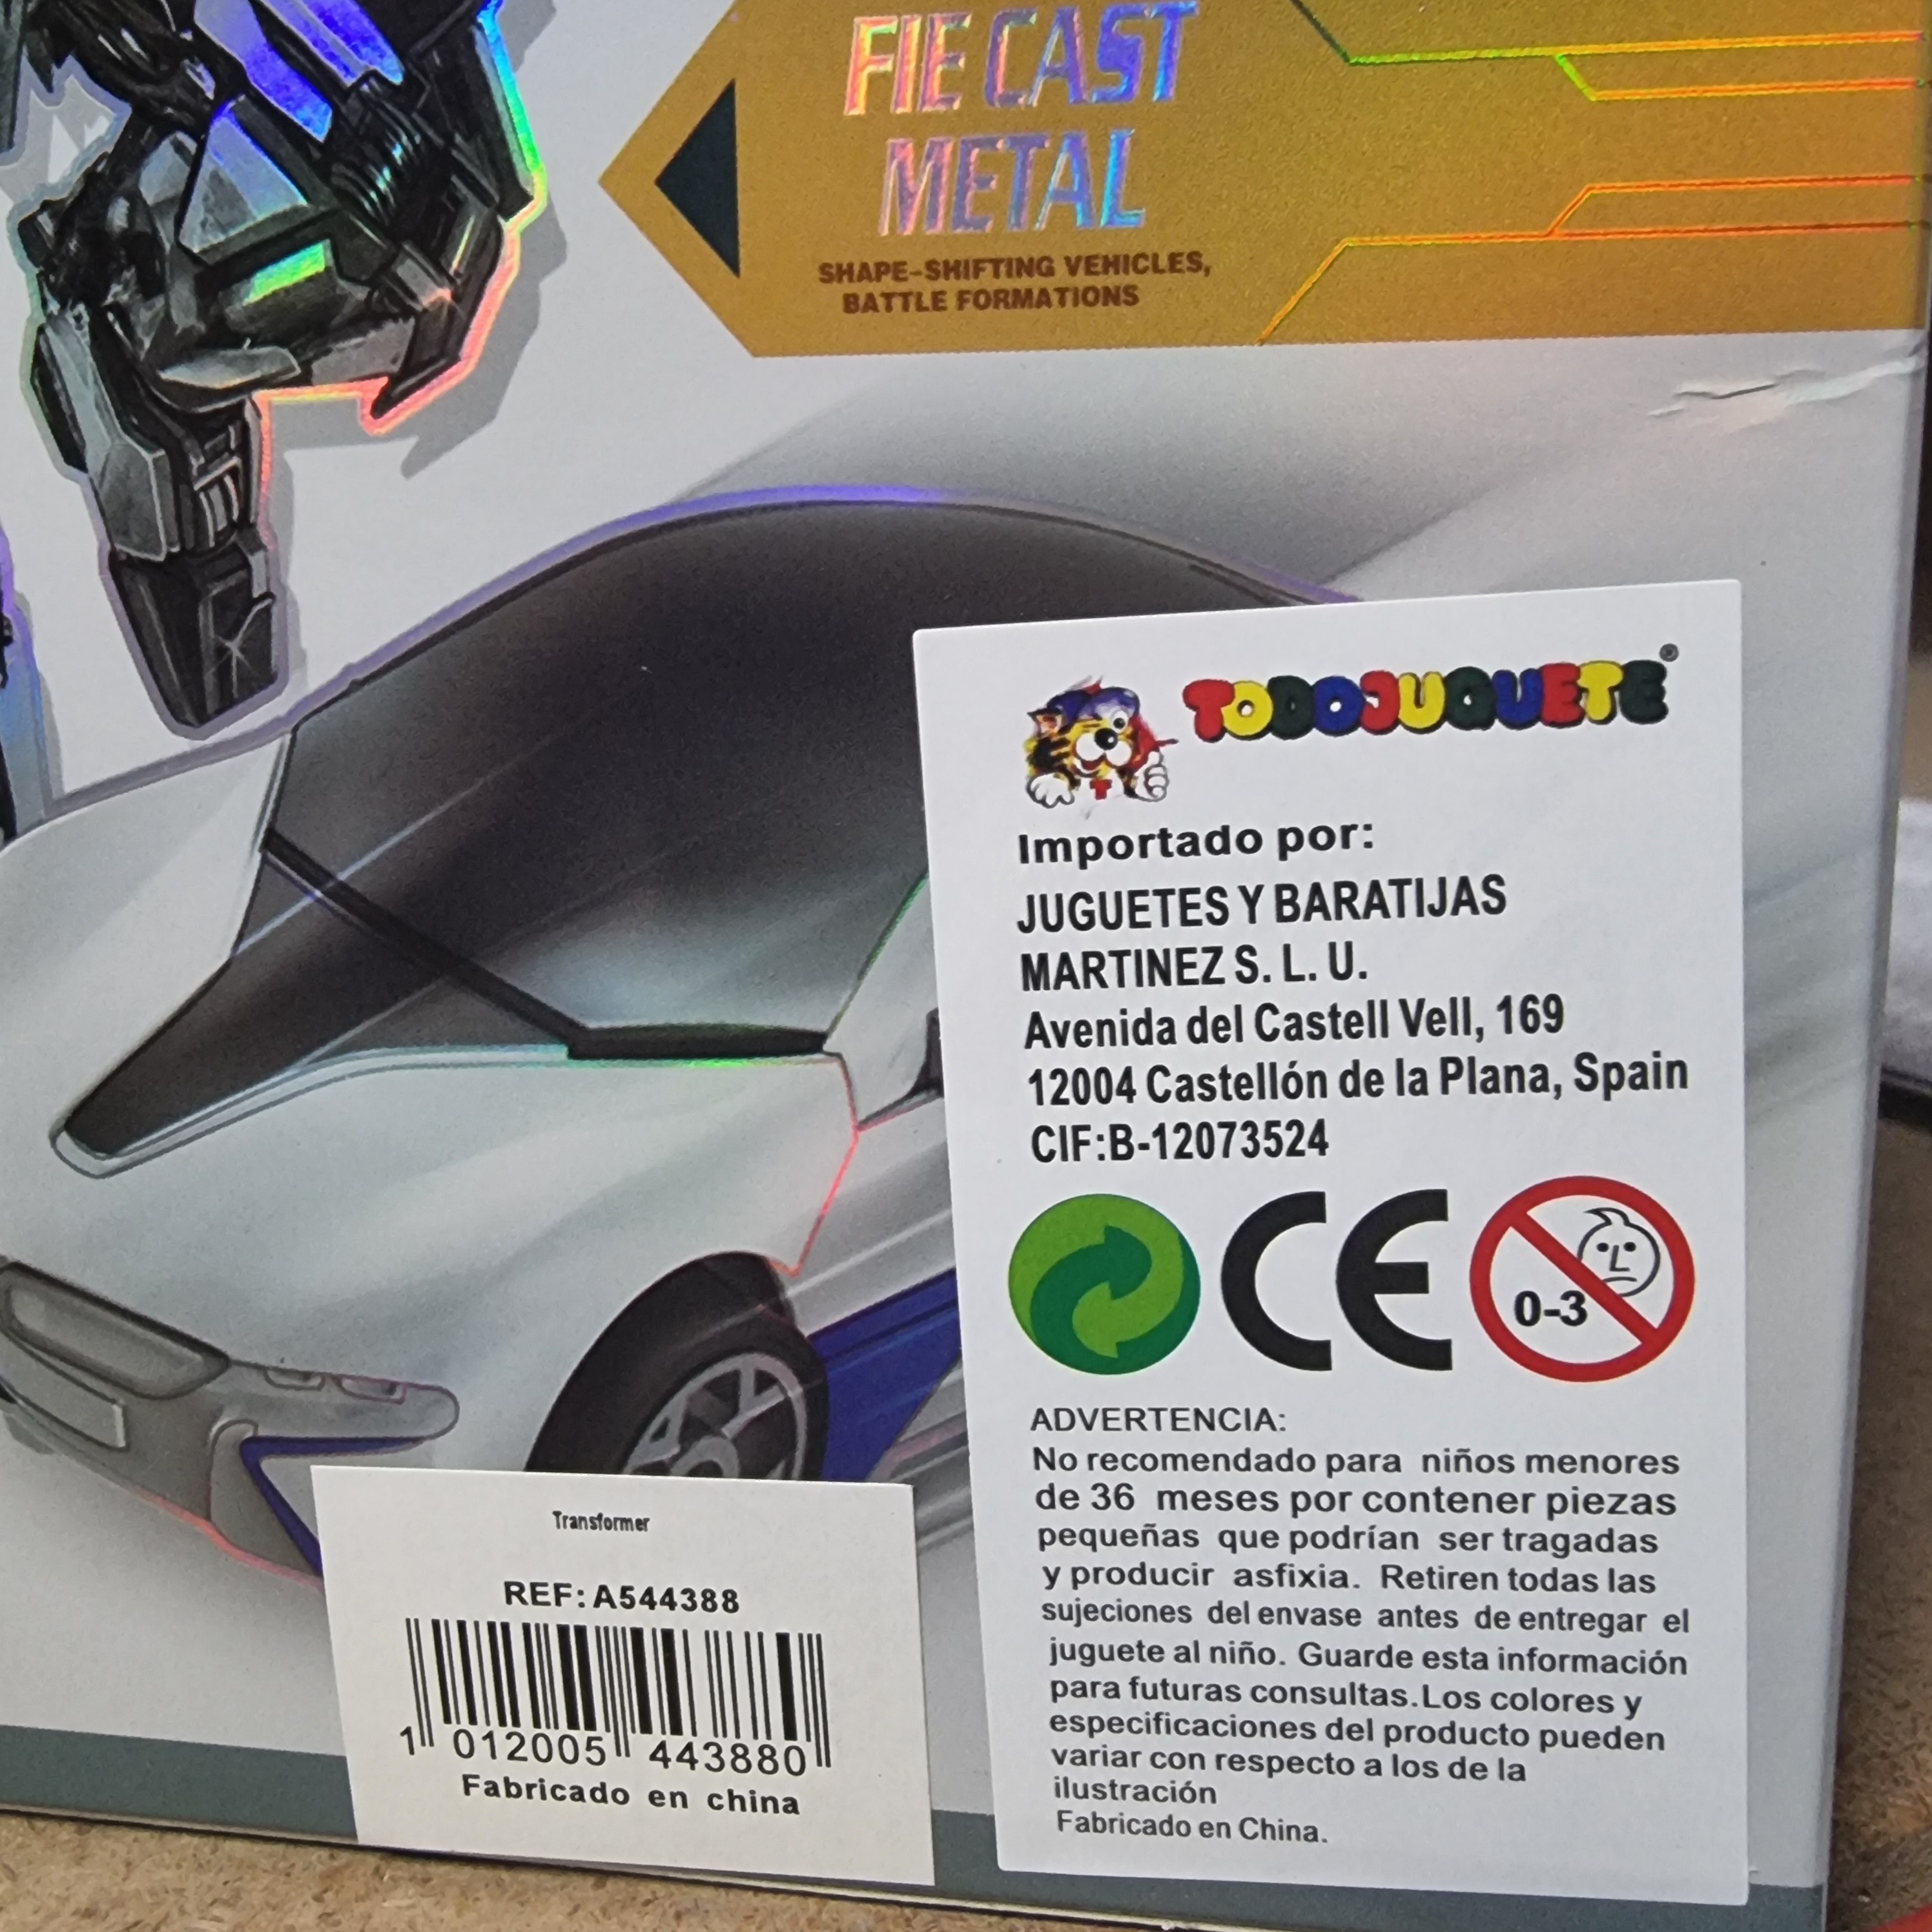 FIE CAST
METAL
SHAPE-SHIFTING VEHICLES,
BATTLE FORMATIONS
TODOJUGUETE®
T
Importado por:
JUGUETES Y BARATIJAS
MARTINEZ S. L. U.
Avenida del Castell Vell, 169
12004 Castellón de la Plana, Spain
CIF:B-12073524
CE
0-3
ADVERTENCIA:
No recomendado para niños menores
de 36 meses por contener piezas
pequeñas que podrían ser tragadas
y producir asfixia. Retiren todas las
sujeciones del envase antes de entregar el
juguete al niño. Guarde esta información
para futuras consultas.Los colores y
especificaciones del producto pueden
variar con respecto a los de la
ilustración
Fabricado en China.
Transformer
REF: A544388
1 012005 443880
Fabricado en china